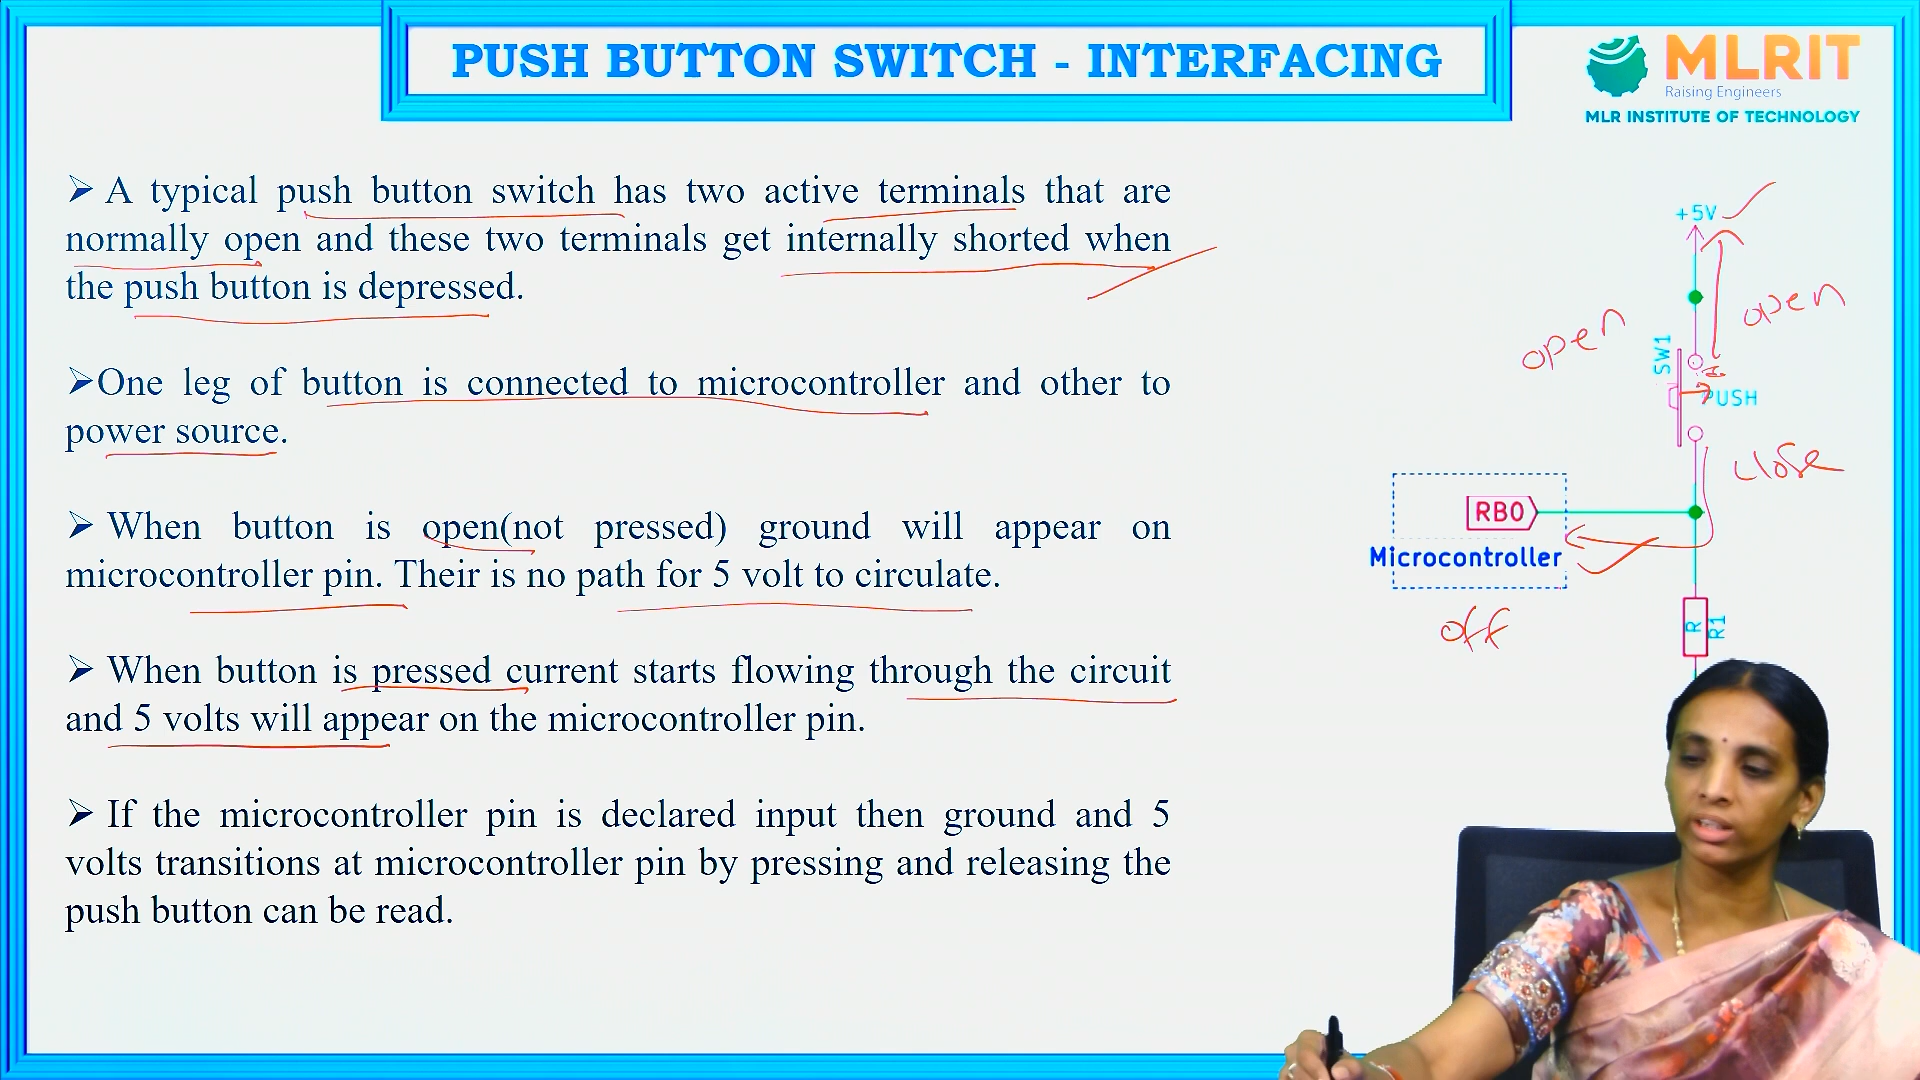 PUSH BUTTON SWITCH - INTERFACING
MLRIT
Raising Engineers
MLR INSTITUTE OF TECHNOLOGY
➢ A typical push button switch has two active terminals that are
normally open and these two terminals get internally shorted when
the push button is depressed.
➢One leg of button is connected to microcontroller and other to
power source.
➢ When button is open(not pressed) ground will appear on
microcontroller pin. Their is no path for 5 volt to circulate.
➢ When button is pressed current starts flowing through the circuit
and 5 volts will appear on the microcontroller pin.
➢ If the microcontroller pin is declared input then ground and 5
volts transitions at microcontroller pin by pressing and releasing the
push button can be read.
+5V
open
open
SW1
PUSH
close
RB0
Microcontroller
off
R
R1